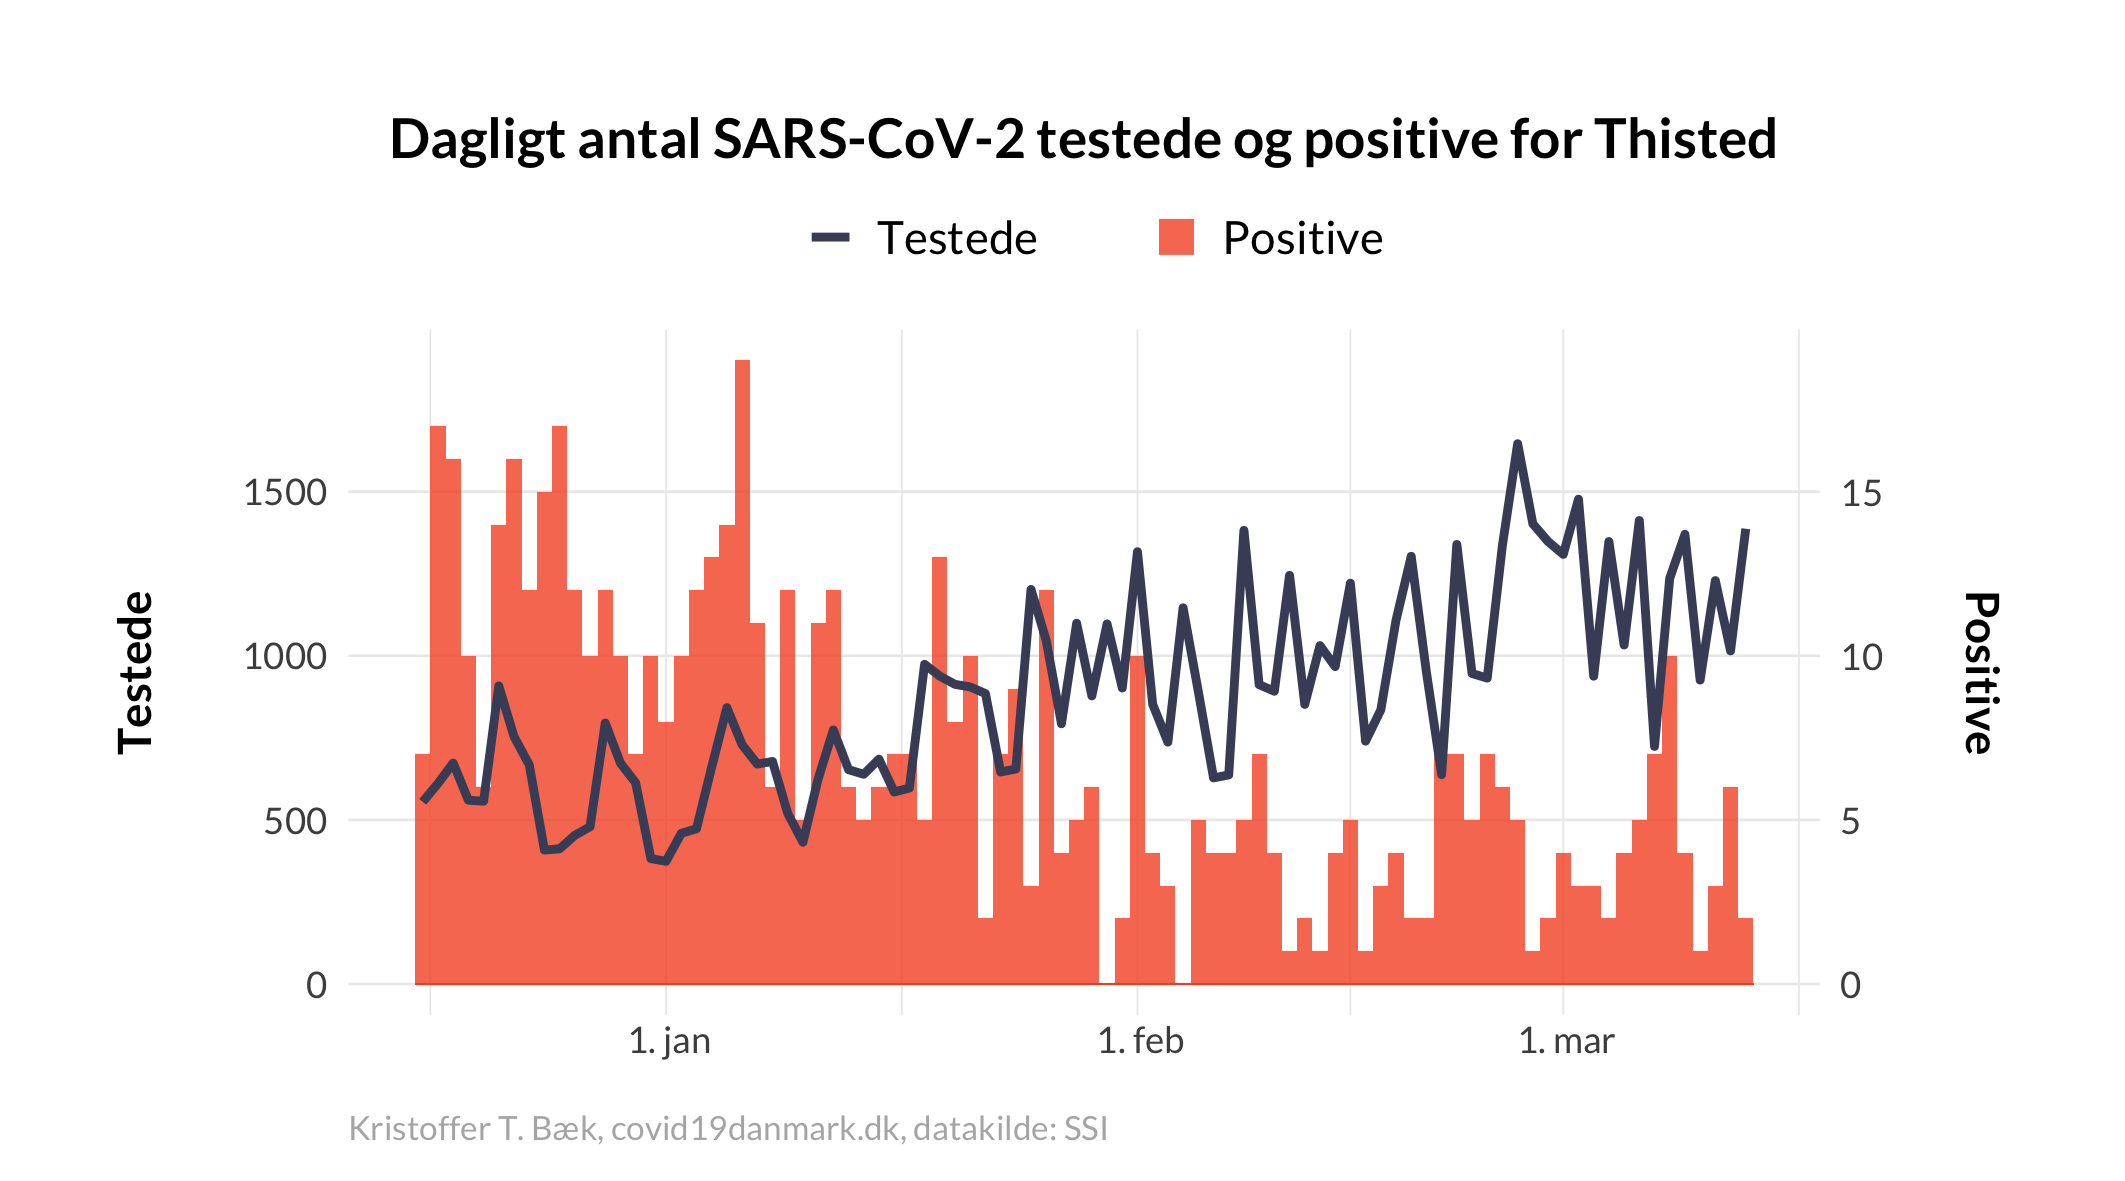 Dagligt antal SARS-CoV-2 testede og positive for Thisted
Testede
Positive
Testede
1500
1000
500
0
15
10
5
0
Positive
1. jan
1. feb
1. mar
Kristoffer T. Bæk, covid19danmark.dk, datakilde: SSI